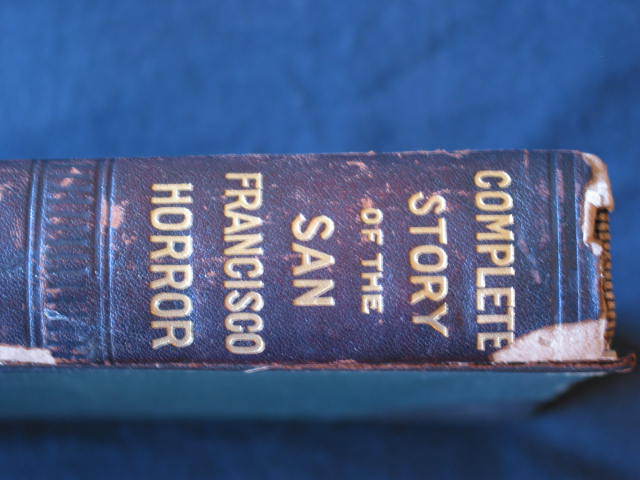 COMPLETE
STORY
OF THE
SAN
FRANCISCO
HORROR